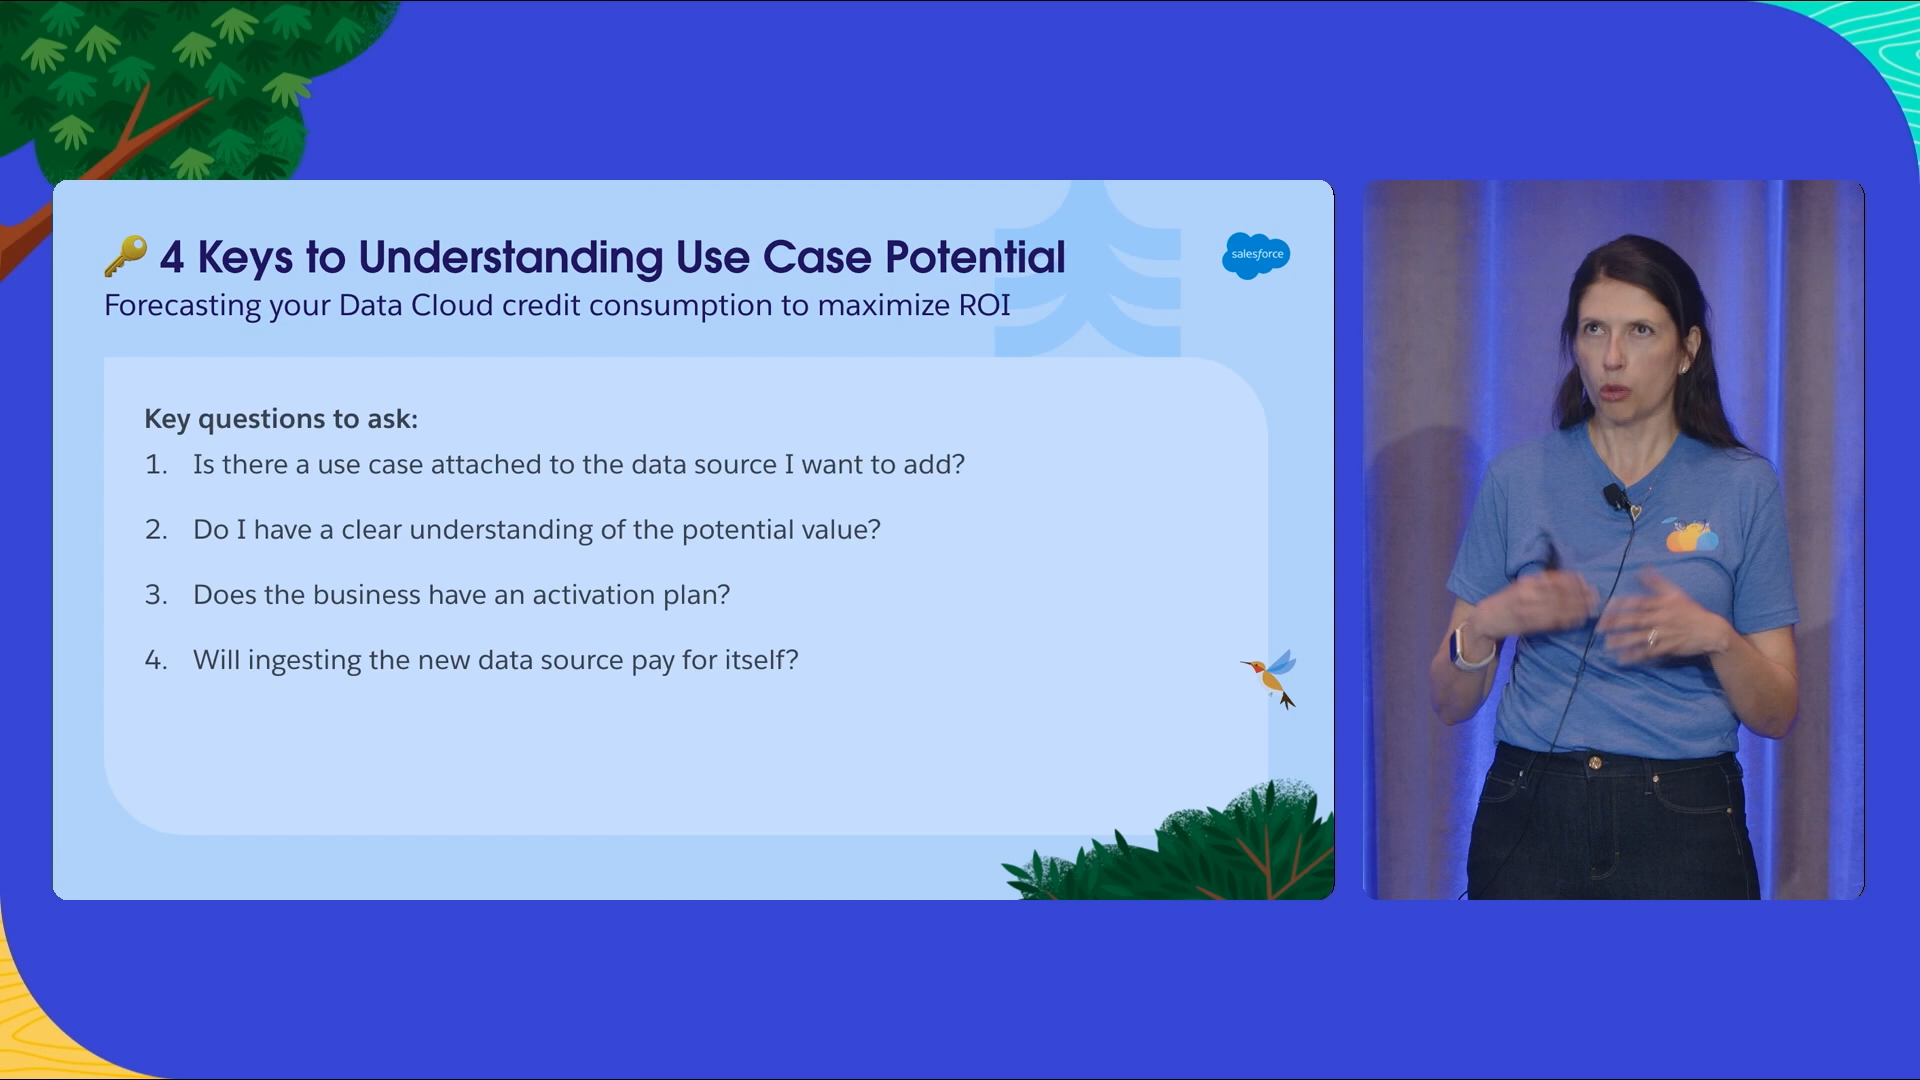 🔑 4 Keys to Understanding Use Case Potential
salesforce
Forecasting your Data Cloud credit consumption to maximize ROI
Key questions to ask:
1. Is there a use case attached to the data source I want to add?
2. Do I have a clear understanding of the potential value?
3. Does the business have an activation plan?
4. Will ingesting the new data source pay for itself?